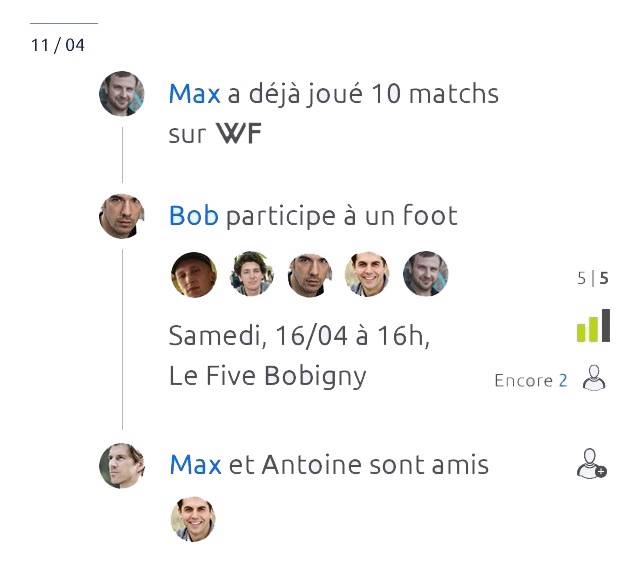 11 / 04
Max a déjà joué 10 matchs
sur WF
Bob participe à un foot
5 | 5
Samedi, 16/04 à 16h,
Le Five Bobigny
Encore 2
Max et Antoine sont amis